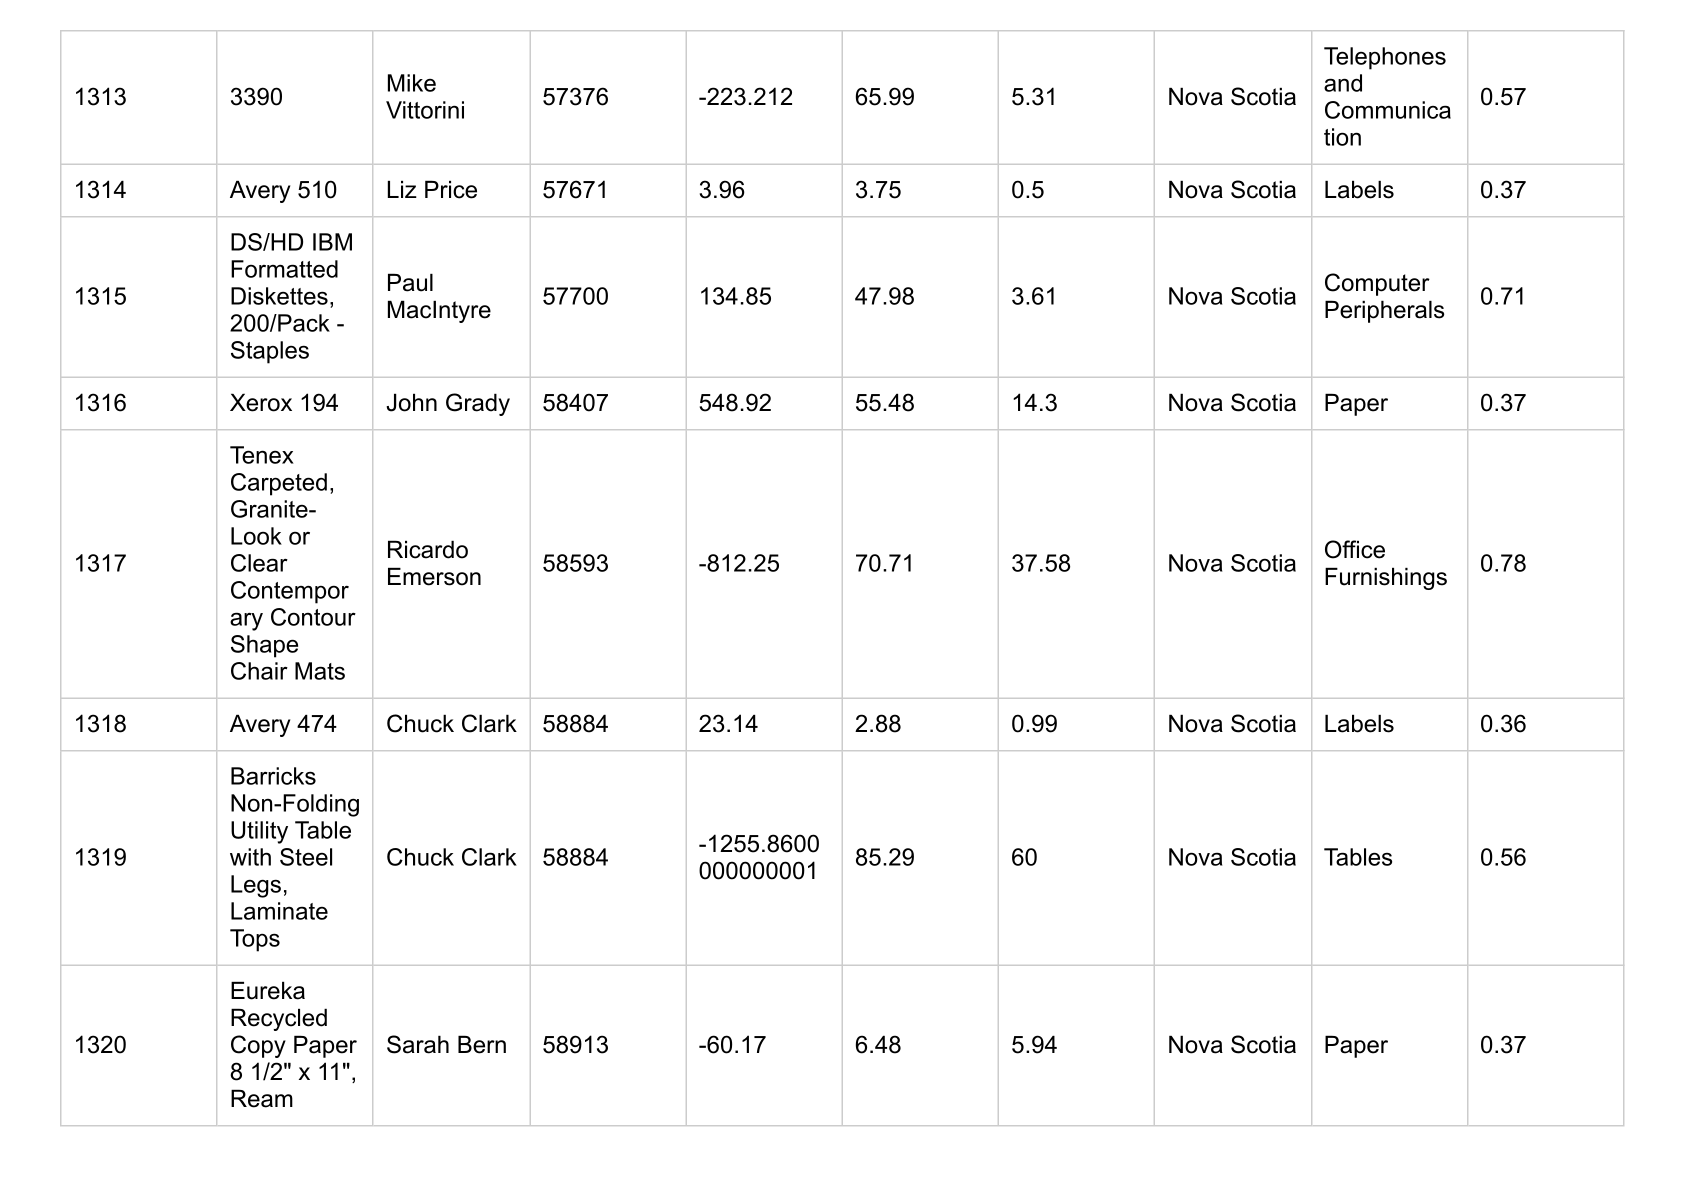 1313
3390
Mike
Vittorini
57376
-223.212
65.99
5.31
Nova Scotia
Telephones
and
Communica
tion
0.57
1314
Avery 510
Liz Price
57671
3.96
3.75
0.5
Nova Scotia
Labels
0.37
1315
DS/HD IBM
Formatted
Diskettes,
200/Pack -
Staples
Paul
MacIntyre
57700
134.85
47.98
3.61
Nova Scotia
Computer
Peripherals
0.71
1316
Xerox 194
John Grady
58407
548.92
55.48
14.3
Nova Scotia
Paper
0.37
1317
Tenex
Carpeted,
Granite-
Look or
Clear
Contempor
ary Contour
Shape
Chair Mats
Ricardo
Emerson
58593
-812.25
70.71
37.58
Nova Scotia
Office
Furnishings
0.78
1318
Avery 474
Chuck Clark
58884
23.14
2.88
0.99
Nova Scotia
Labels
0.36
1319
Barricks
Non-Folding
Utility Table
with Steel
Legs,
Laminate
Tops
Chuck Clark
58884
-1255.8600
000000001
85.29
60
Nova Scotia
Tables
0.56
1320
Eureka
Recycled
Copy Paper
8 1/2" x 11",
Ream
Sarah Bern
58913
-60.17
6.48
5.94
Nova Scotia
Paper
0.37